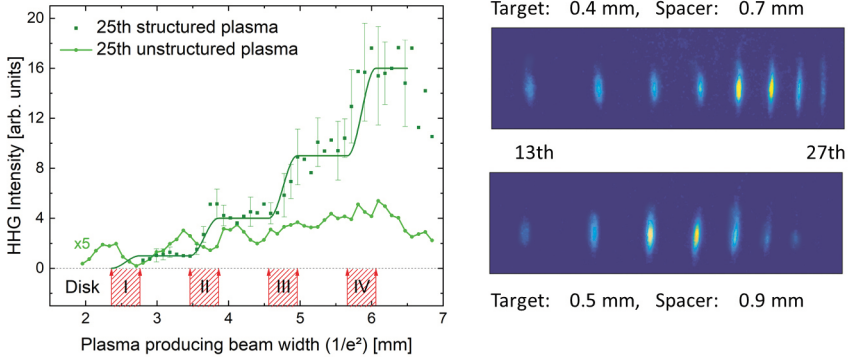 25th structured plasma
25th unstructured plasma
HHG Intensity [arb. units]
20
16
12
8
4
0
x5
Disk I II III IV
2 3 4 5 6 7
Plasma producing beam width (1/e²) [mm]
Target: 0.4 mm, Spacer: 0.7 mm
13th 27th
Target: 0.5 mm, Spacer: 0.9 mm